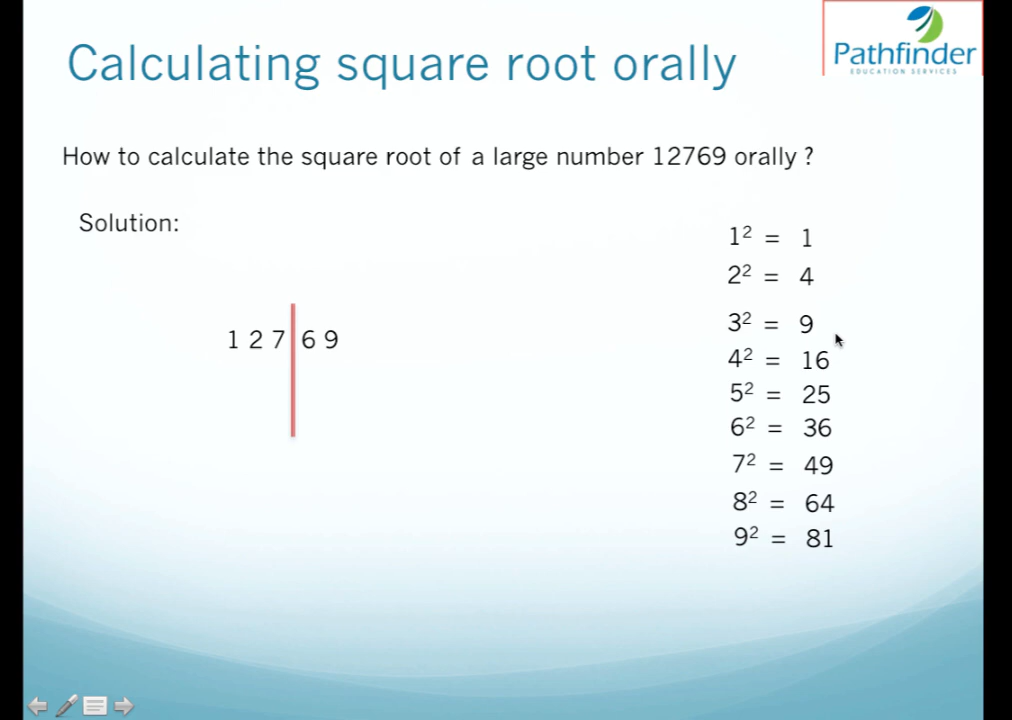 Calculating square root orally
Pathfinder
EDUCATION SERVICES
How to calculate the square root of a large number 12769 orally ?
Solution:
1 2 7 6 9
1² = 1
2² = 4
3² = 9
4² = 16
5² = 25
6² = 36
7² = 49
8² = 64
9² = 81